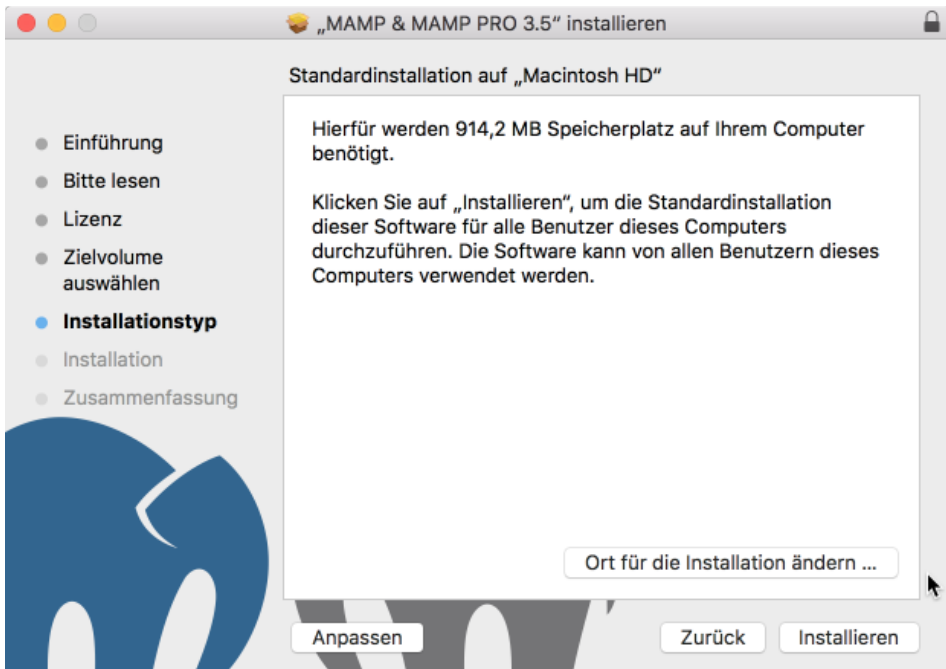 „MAMP & MAMP PRO 3.5“ installieren
Standardinstallation auf „Macintosh HD“
Einführung
Bitte lesen
Lizenz
Zielvolume
auswählen
Installationstyp
Installation
Zusammenfassung
Hierfür werden 914,2 MB Speicherplatz auf Ihrem Computer
benötigt.
Klicken Sie auf „Installieren“, um die Standardinstallation
dieser Software für alle Benutzer dieses Computers
durchzuführen. Die Software kann von allen Benutzern dieses
Computers verwendet werden.
Ort für die Installation ändern ...
Anpassen
Zurück
Installieren